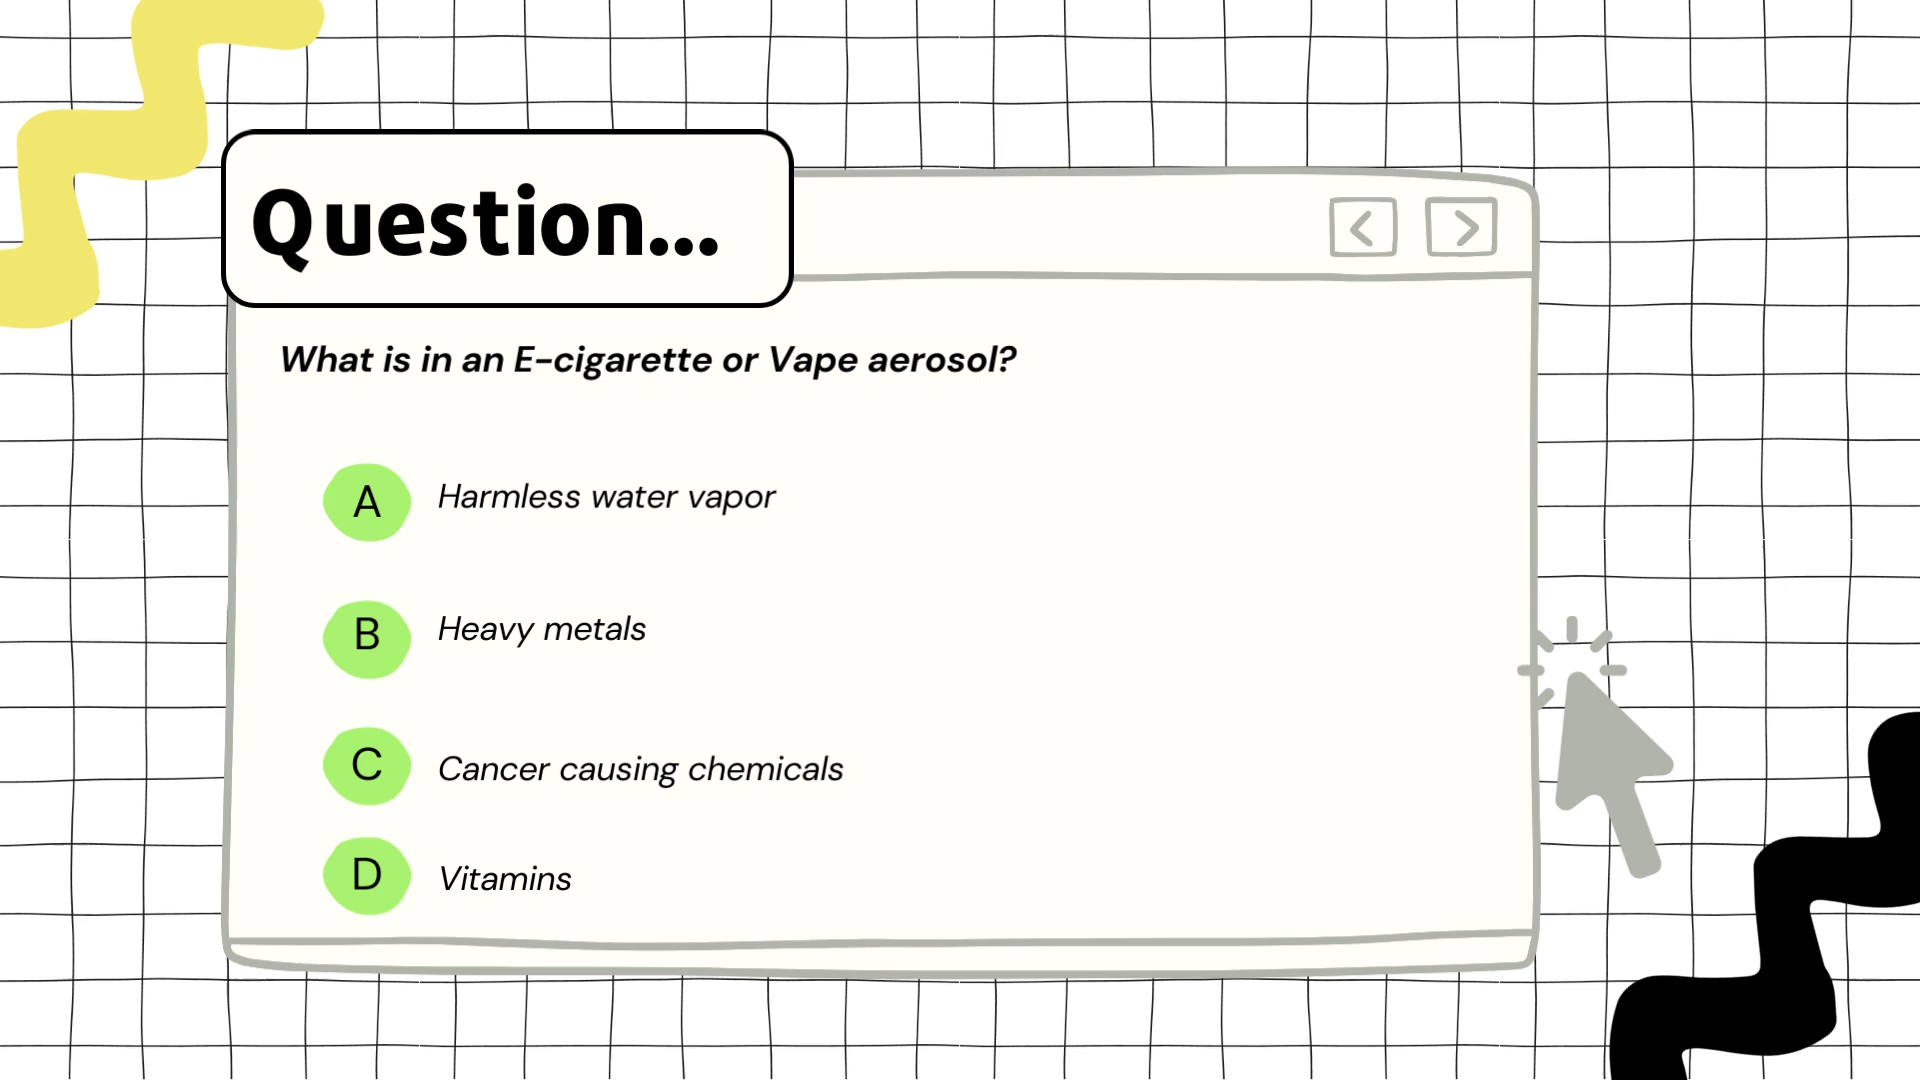 Question...
What is in an E-cigarette or Vape aerosol?
A Harmless water vapor
B Heavy metals
C Cancer causing chemicals
D Vitamins